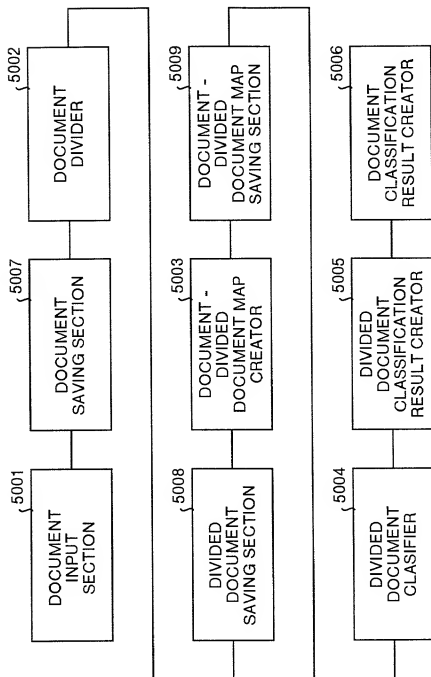 5001
DOCUMENT
INPUT
SECTION
5007
DOCUMENT
SAVING SECTION
5002
DOCUMENT
DIVIDER
5008
DIVIDED
DOCUMENT
SAVING SECTION
5003
DOCUMENT -
DIVIDED
DOCUMENT MAP
CREATOR
5009
DOCUMENT -
DIVIDED
DOCUMENT MAP
SAVING SECTION
5004
DIVIDED
DOCUMENT
CLASIFIER
5005
DIVIDED
DOCUMENT
CLASSIFICATION
RESULT CREATOR
5006
DOCUMENT
CLASSIFICATION
RESULT CREATOR